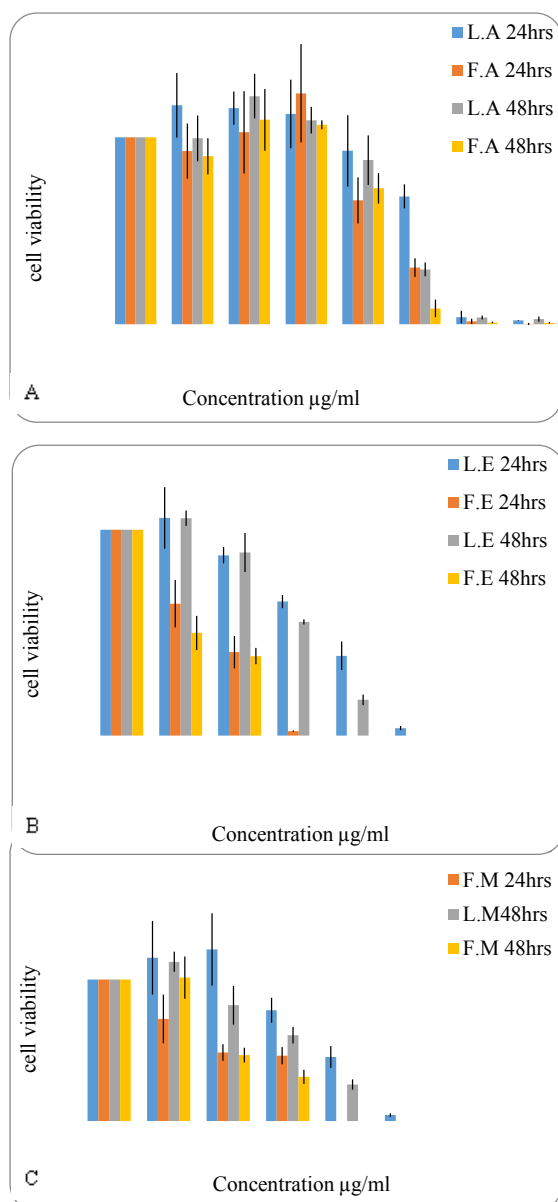 L.A 24hrs
F.A 24hrs
L.A 48hrs
F.A 48hrs
cell viability
Concentration µg/ml
A
L.E 24hrs
F.E 24hrs
L.E 48hrs
F.E 48hrs
cell viability
Concentration µg/ml
B
F.M 24hrs
L.M48hrs
F.M 48hrs
cell viability
Concentration µg/ml
C